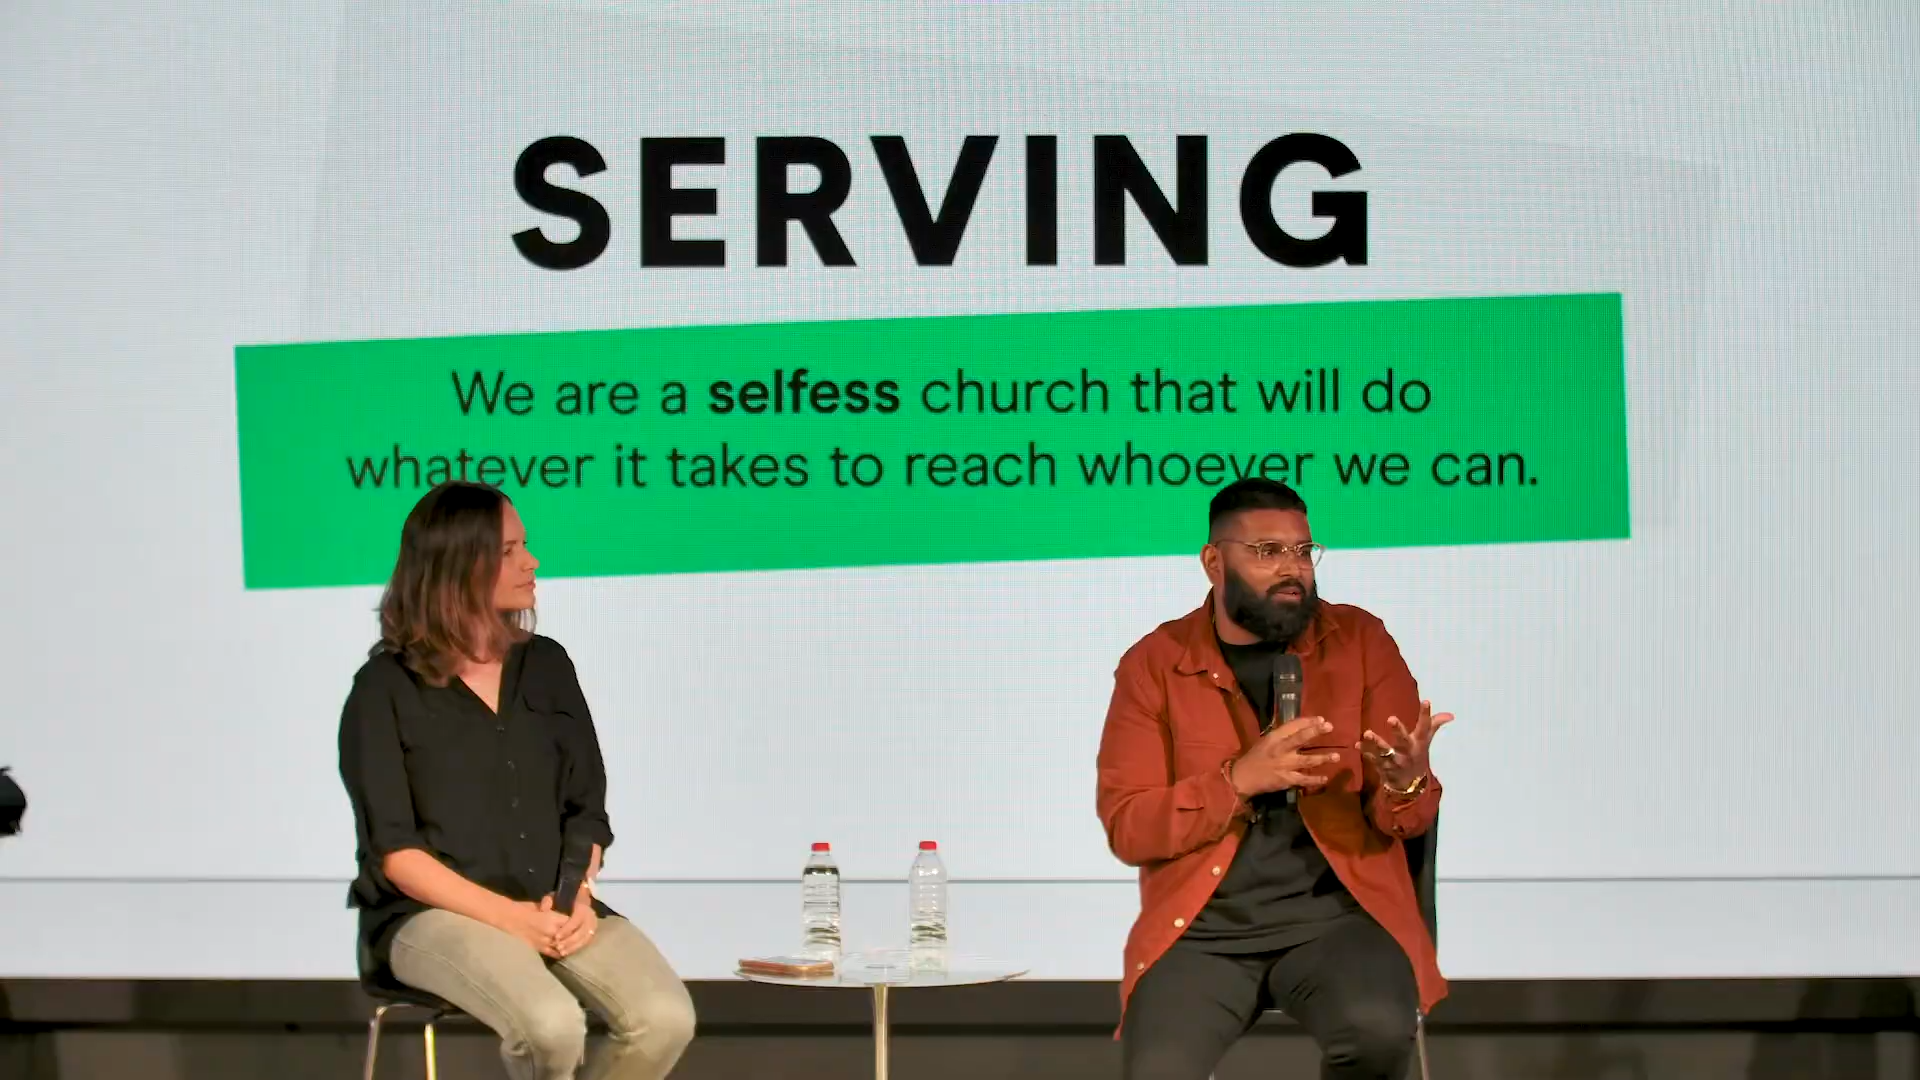 SERVING
We are a selfess church that will do
whatever it takes to reach whoever we can.